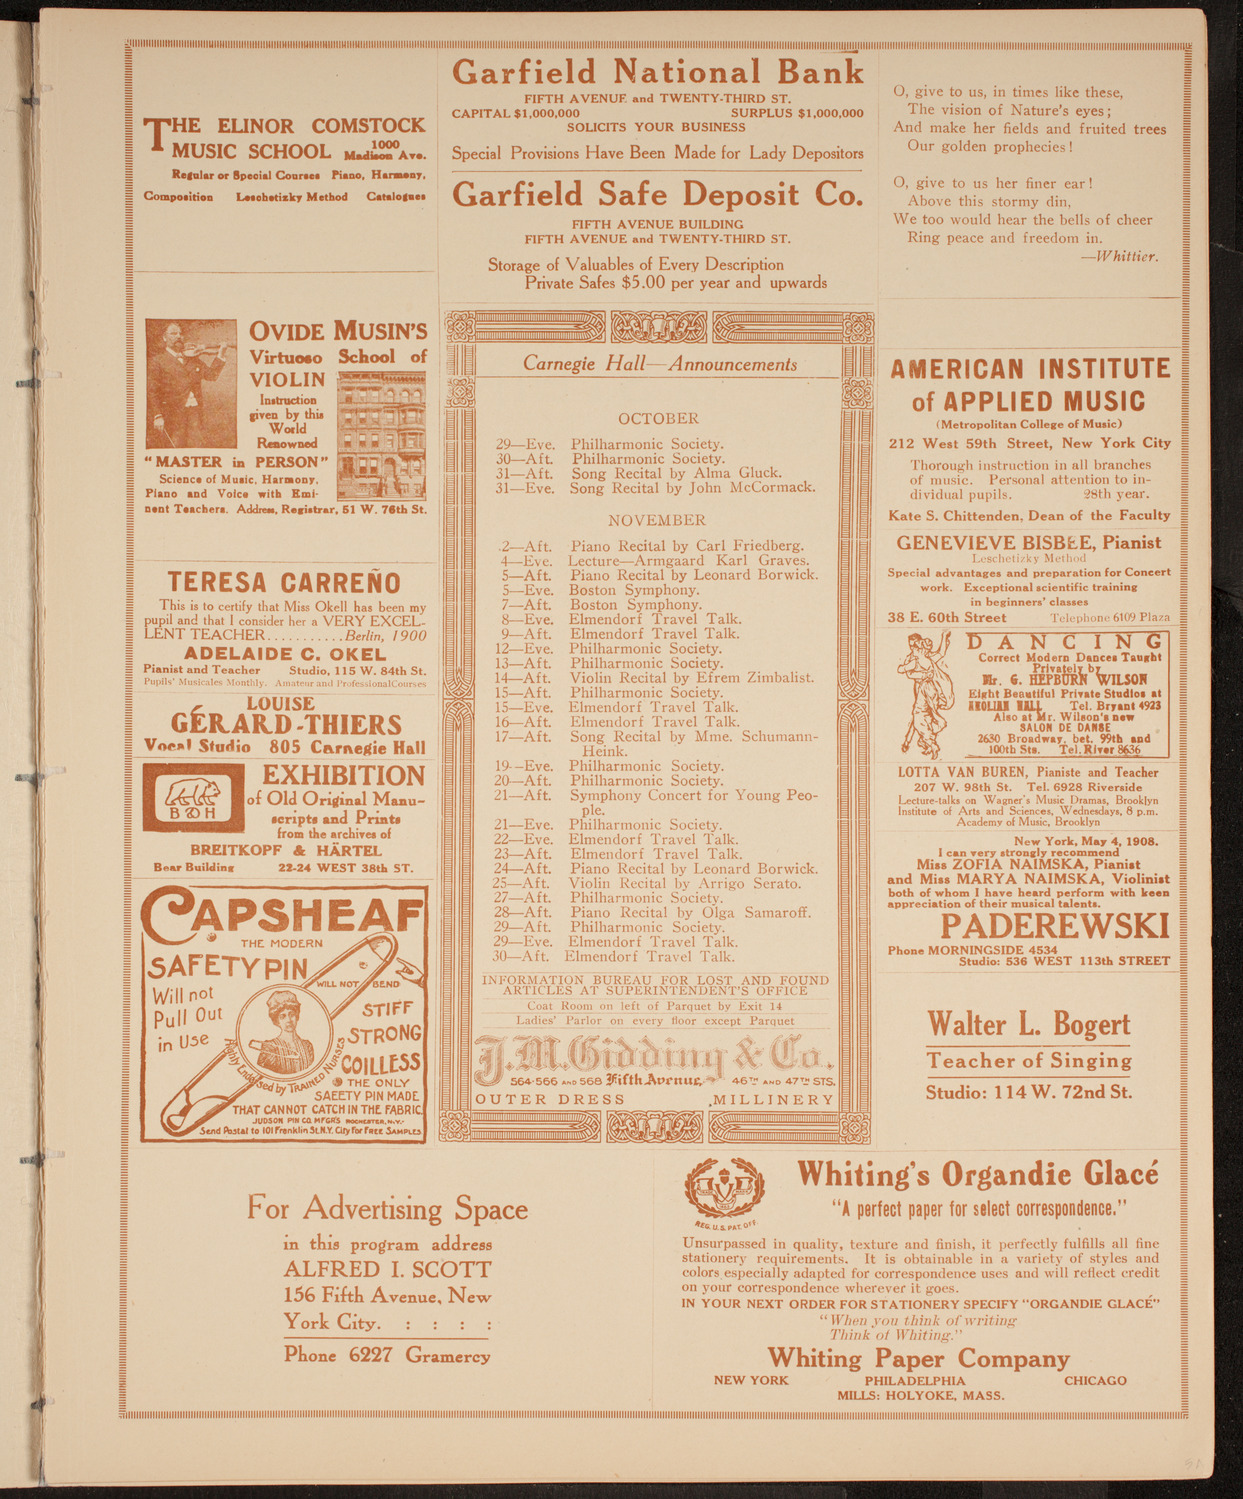 THE ELINOR COMSTOCK
MUSIC SCHOOL 1000 Madison Ave.
Regular or Special Courses Piano, Harmony,
Composition Leschetizky Method Catalogues
OVIDE MUSIN'S
Virtuoso School of
VIOLIN
Instruction
given by this
World
Renowned
"MASTER in PERSON"
Science of Music, Harmony,
Piano and Voice with Emi-
nent Teachers. Address, Registrar, 51 W. 76th St.
TERESA CARREÑO
This is to certify that Miss Okell has been my
pupil and that I consider her a VERY EXCEL-
LENT TEACHER...........Berlin, 1900
ADELAIDE C. OKEL
Pianist and Teacher Studio, 115 W. 84th St.
Pupils' Musicales Monthly. Amateur and Professional Courses
LOUISE
GÉRARD-THIERS
Vocal Studio 805 Carnegie Hall
B & H
EXHIBITION
of Old Original Manu-
scripts and Prints
from the archives of
BREITKOPF & HÄRTEL
Bear Building 22-24 WEST 38th ST.
CAPSHEAF
THE MODERN
SAFETY PIN
WILL NOT BEND
Will not
Pull Out
in Use
STIFF
STRONG
COILLESS
Highly Endorsed by TRAINED NURSES
THE ONLY
SAFETY PIN MADE
THAT CANNOT CATCH IN THE FABRIC.
JUDSON PIN CO. MFGRS ROCHESTER, N.Y.
Send Postal to 101 Franklin St. N.Y. City for FREE SAMPLES
Garfield National Bank
FIFTH AVENUE and TWENTY-THIRD ST.
CAPITAL $1,000,000 SURPLUS $1,000,000
SOLICITS YOUR BUSINESS
Special Provisions Have Been Made for Lady Depositors
Garfield Safe Deposit Co.
FIFTH AVENUE BUILDING
FIFTH AVENUE and TWENTY-THIRD ST.
Storage of Valuables of Every Description
Private Safes $5.00 per year and upwards
Carnegie Hall—Announcements
OCTOBER
29—Eve. Philharmonic Society.
30—Aft. Philharmonic Society.
31—Aft. Song Recital by Alma Gluck.
31—Eve. Song Recital by John McCormack.
NOVEMBER
2—Aft. Piano Recital by Carl Friedberg.
4—Eve. Lecture—Armgaard Karl Graves.
5—Aft. Piano Recital by Leonard Borwick.
5—Eve. Boston Symphony.
7—Aft. Boston Symphony.
8—Eve. Elmendorf Travel Talk.
9—Aft. Elmendorf Travel Talk.
12—Eve. Philharmonic Society.
13—Aft. Philharmonic Society.
14—Aft. Violin Recital by Efrem Zimbalist.
15—Aft. Philharmonic Society.
15—Eve. Elmendorf Travel Talk.
16—Aft. Elmendorf Travel Talk.
17—Aft. Song Recital by Mme. Schumann-
Heink.
19—Eve. Philharmonic Society.
20—Aft. Philharmonic Society.
21—Aft. Symphony Concert for Young Peo-
ple.
21—Eve. Philharmonic Society.
22—Eve. Elmendorf Travel Talk.
23—Aft. Elmendorf Travel Talk.
24—Aft. Piano Recital by Leonard Borwick.
25—Aft. Violin Recital by Arrigo Serato.
27—Aft. Philharmonic Society.
28—Aft. Piano Recital by Olga Samaroff.
29—Aft. Philharmonic Society.
29—Eve. Elmendorf Travel Talk.
30—Aft. Elmendorf Travel Talk.
INFORMATION BUREAU FOR LOST AND FOUND
ARTICLES AT SUPERINTENDENT'S OFFICE
Coat Room on left of Parquet by Exit 14
Ladies' Parlor on every floor except Parquet
J.M. Gidding & Co.
564-566 AND 568 Fifth Avenue, 46TH AND 47TH STS.
OUTER DRESS MILLINERY
O, give to us, in times like these,
The vision of Nature's eyes;
And make her fields and fruited trees
Our golden prophecies!
O, give to us her finer ear!
Above this stormy din,
We too would hear the bells of cheer
Ring peace and freedom in.
—Whittier.
AMERICAN INSTITUTE
of APPLIED MUSIC
(Metropolitan College of Music)
212 West 59th Street, New York City
Thorough instruction in all branches
of music. Personal attention to in-
dividual pupils. 28th year.
Kate S. Chittenden, Dean of the Faculty
GENEVIEVE BISBEE, Pianist
Leschetizky Method
Special advantages and preparation for Concert
work. Exceptional scientific training
in beginners' classes
38 E. 60th Street Telephone 6109 Plaza
DANCING
Correct Modern Dances Taught
Privately by
Mr. G. HEPBURN WILSON
Eight Beautiful Private Studios at
AEOLIAN HALL Tel. Bryant 4923
Also at Mr. Wilson's new
SALON DE DANSE
2630 Broadway, bet. 99th and
100th Sts. Tel. River 8636
LOTTA VAN BUREN, Pianiste and Teacher
207 W. 98th St. Tel. 6928 Riverside
Lecture-talks on Wagner's Music Dramas, Brooklyn
Institute of Arts and Sciences, Wednesdays, 8 p.m.
Academy of Music, Brooklyn
New York, May 4, 1908.
I can very strongly recommend
Miss ZOFIA NAIMSKA, Pianist
and Miss MARYA NAIMSKA, Violinist
both of whom I have heard perform with keen
appreciation of their musical talents.
PADEREWSKI
Phone MORNINGSIDE 4534
Studio: 536 WEST 113th STREET
Walter L. Bogert
Teacher of Singing
Studio: 114 W. 72nd St.
For Advertising Space
in this program address
ALFRED I. SCOTT
156 Fifth Avenue, New
York City. : : : :
Phone 6227 Gramercy
REG. U.S. PAT. OFF.
Whiting's Organdie Glacé
"A perfect paper for select correspondence."
Unsurpassed in quality, texture and finish, it perfectly fulfills all fine
stationery requirements. It is obtainable in a variety of styles and
colors especially adapted for correspondence uses and will reflect credit
on your correspondence wherever it goes.
IN YOUR NEXT ORDER FOR STATIONERY SPECIFY "ORGANDIE GLACÉ"
"When you think of writing
Think of Whiting."
Whiting Paper Company
NEW YORK PHILADELPHIA CHICAGO
MILLS: HOLYOKE, MASS.